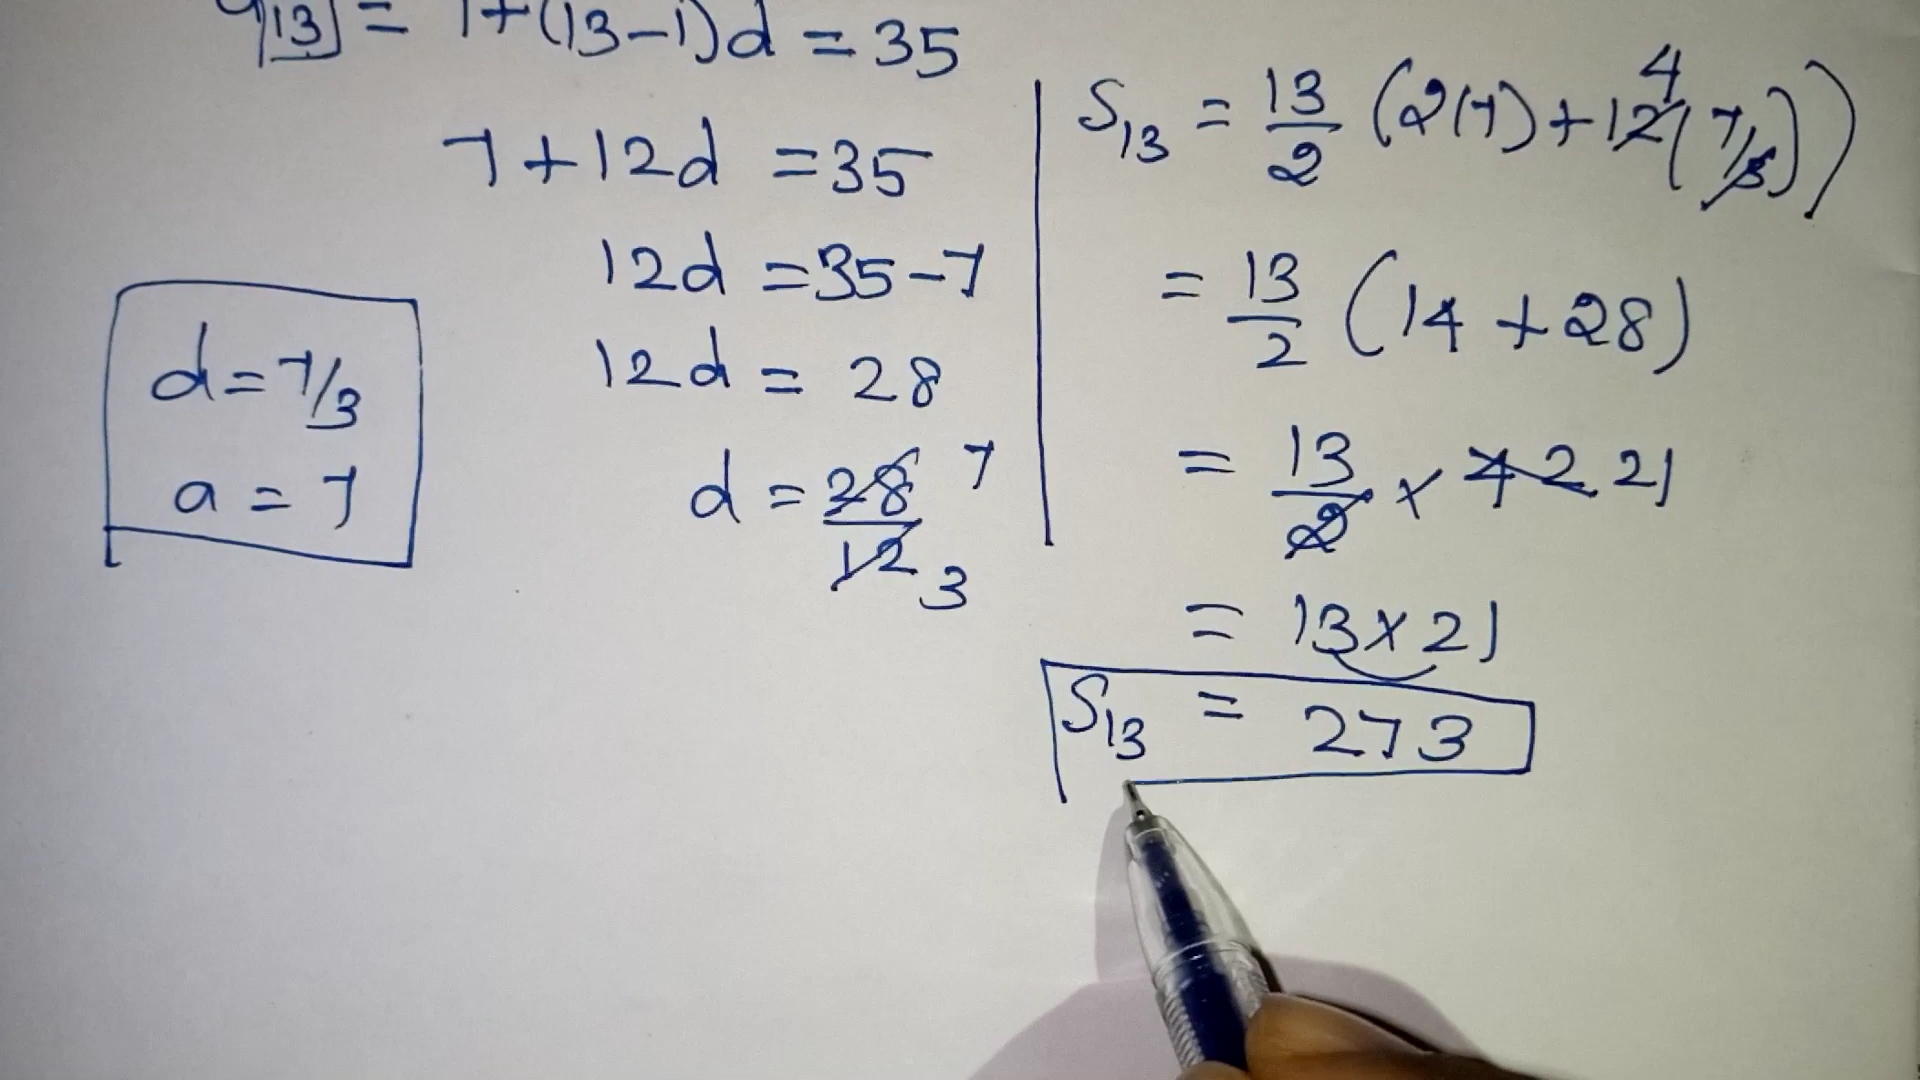 a13 = 7+(13-1)d = 35
7+12d = 35
12d = 35-7
12d = 28
d = 28/12 7 3
d = 7/3
a = 7
S13 = 13/2 (2(7)+12(7/3)) 4
= 13/2 (14+28)
= 13/2 × 42 21
= 13×21
S13 = 273